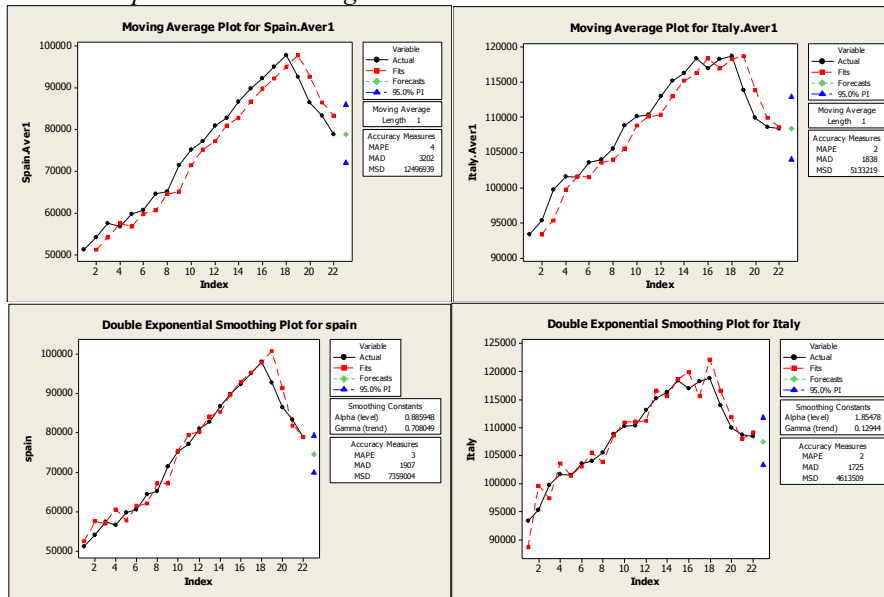 Moving Average Plot for Spain.Aver1
100000
90000
80000
70000
60000
50000
Spain.Aver1
2 4 6 8 10 12 14 16 18 20 22
Index
Variable
Actual
Fits
Forecasts
95.0% PI
Moving Average
Length 1
Accuracy Measures
MAPE 4
MAD 3202
MSD 12496939
Moving Average Plot for Italy.Aver1
120000
115000
110000
105000
100000
95000
90000
Italy.Aver1
2 4 6 8 10 12 14 16 18 20 22
Index
Variable
Actual
Fits
Forecasts
95.0% PI
Moving Average
Length 1
Accuracy Measures
MAPE 2
MAD 1838
MSD 5133219
Double Exponential Smoothing Plot for spain
100000
90000
80000
70000
60000
50000
spain
2 4 6 8 10 12 14 16 18 20 22
Index
Variable
Actual
Fits
Forecasts
95.0% PI
Smoothing Constants
Alpha (level) 0.885948
Gamma (trend) 0.708049
Accuracy Measures
MAPE 3
MAD 1907
MSD 7359004
Double Exponential Smoothing Plot for Italy
125000
120000
115000
110000
105000
100000
95000
90000
Italy
2 4 6 8 10 12 14 16 18 20 22
Index
Variable
Actual
Fits
Forecasts
95.0% PI
Smoothing Constants
Alpha (level) 1.85478
Gamma (trend) 0.12944
Accuracy Measures
MAPE 2
MAD 1725
MSD 4613509